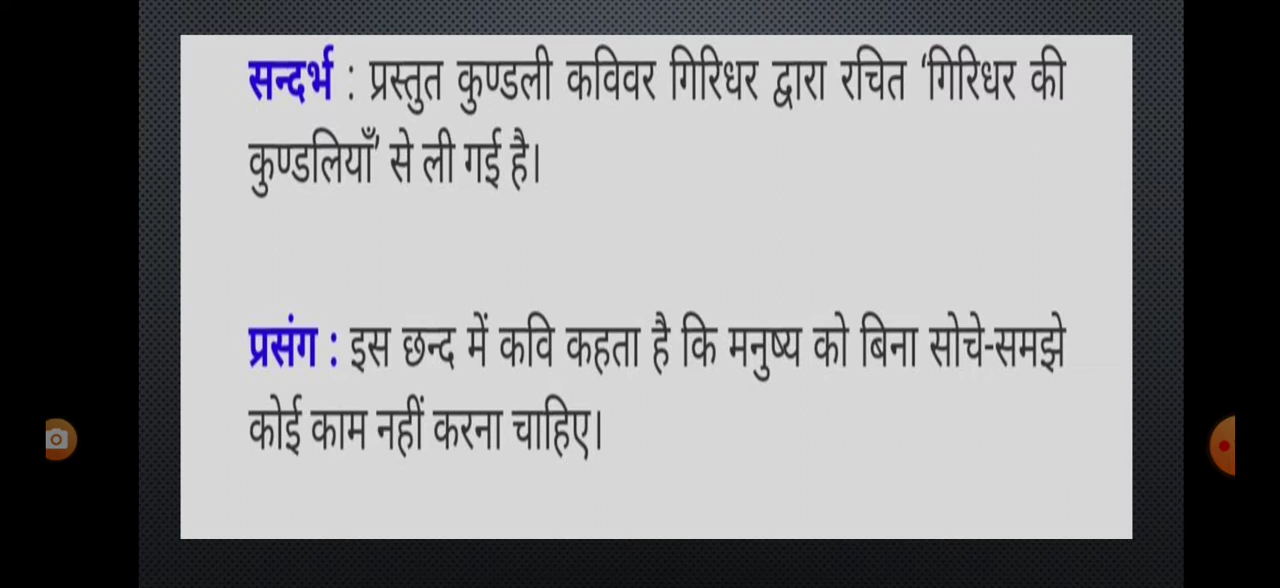 सन्दर्भ : प्रस्तुत कुण्डली कविवर गिरिधर द्वारा रचित ‘गिरिधर की
कुण्डलियाँ’ से ली गई है।
प्रसंग : इस छन्द में कवि कहता है कि मनुष्य को बिना सोचे-समझे
कोई काम नहीं करना चाहिए।